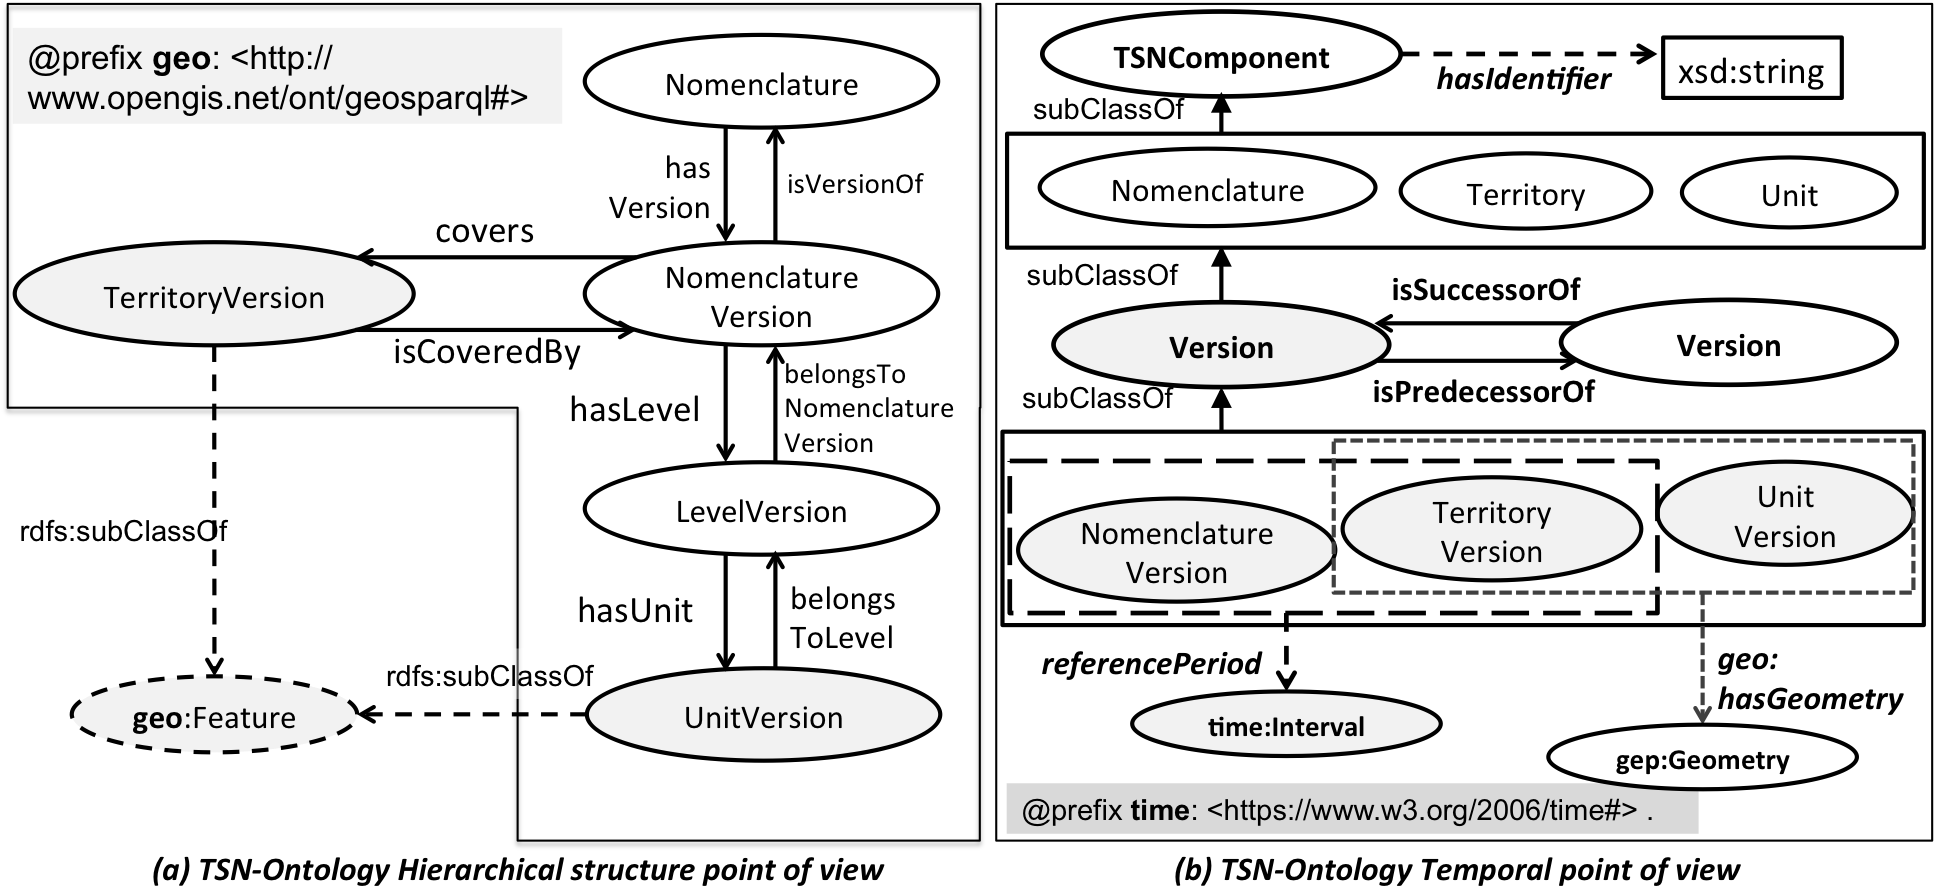 @prefix geo: <http://
www.opengis.net/ont/geosparql#>
Nomenclature
has
Version
isVersionOf
covers
TerritoryVersion
Nomenclature
Version
isCoveredBy
belongsTo
Nomenclature
Version
hasLevel
LevelVersion
rdfs:subClassOf
hasUnit
belongs
ToLevel
rdfs:subClassOf
geo:Feature
UnitVersion
(a) TSN-Ontology Hierarchical structure point of view
TSNComponent
hasIdentifier
xsd:string
subClassOf
Nomenclature
Territory
Unit
subClassOf
isSuccessorOf
Version
Version
isPredecessorOf
subClassOf
Nomenclature
Version
Territory
Version
Unit
Version
referencePeriod
geo:
hasGeometry
time:Interval
gep:Geometry
@prefix time: <https://www.w3.org/2006/time#> .
(b) TSN-Ontology Temporal point of view